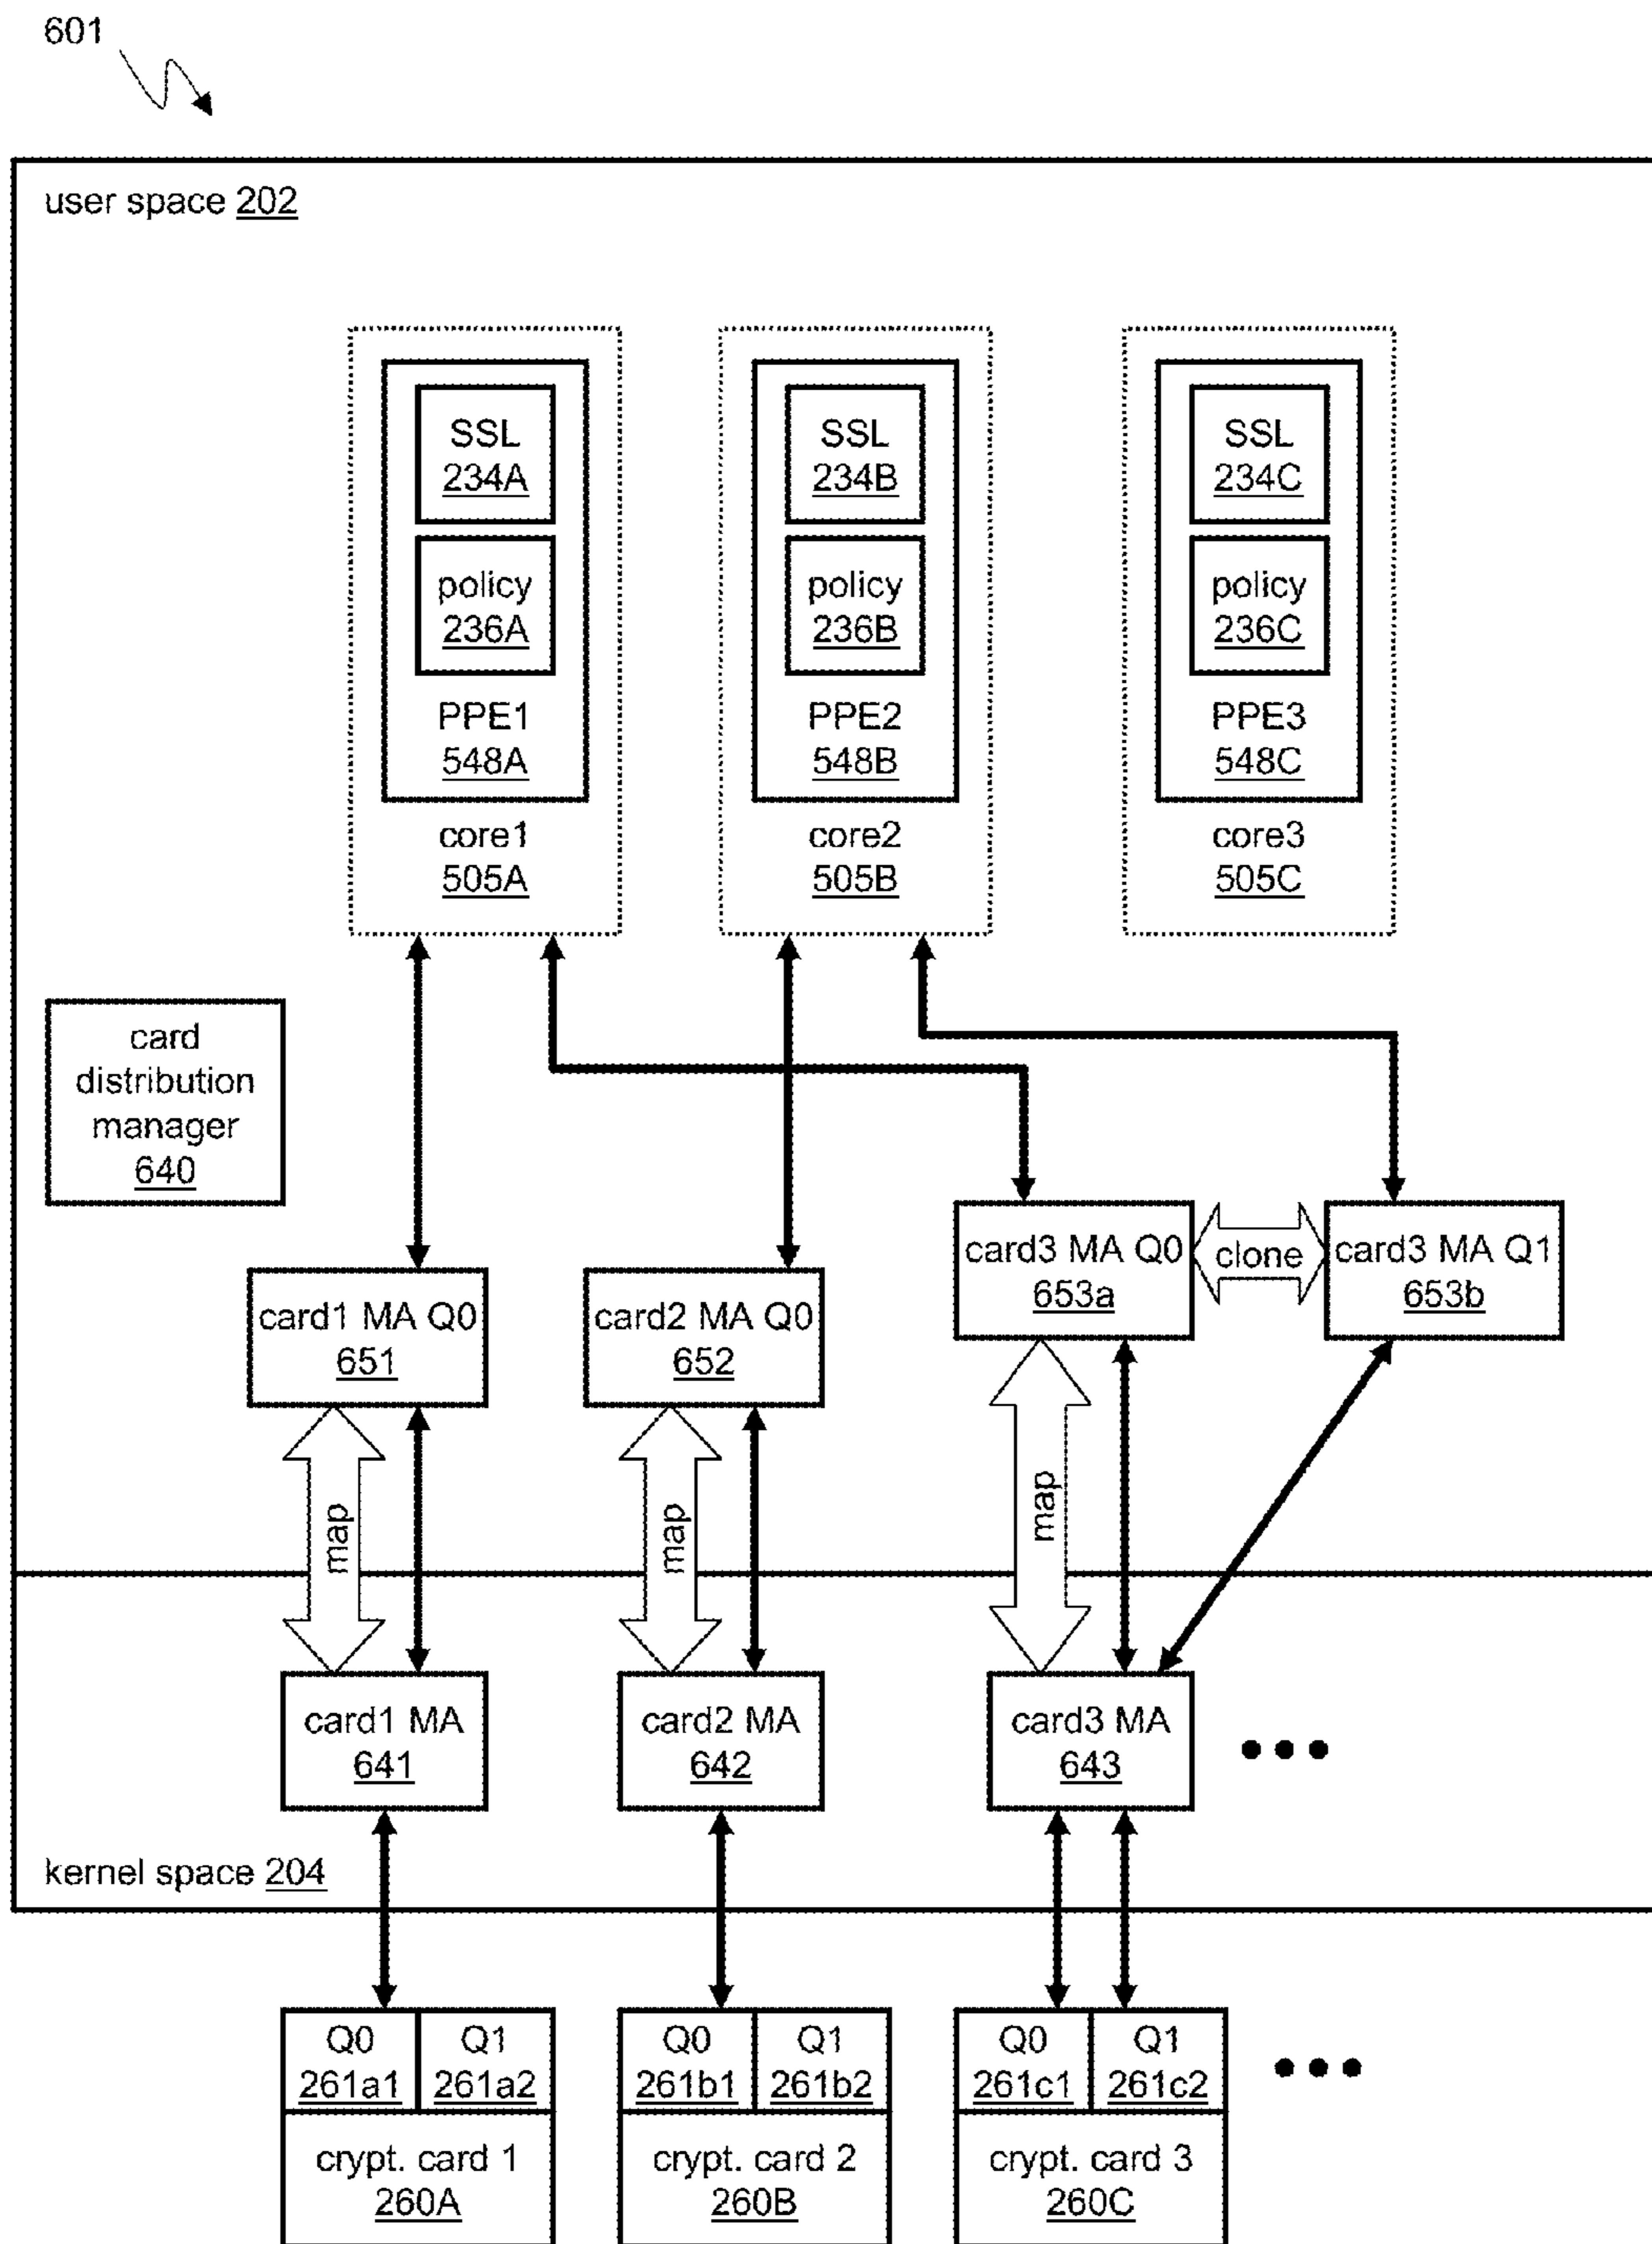 601
user space 202
SSL
234A
policy
236A
PPE1
548A
core1
505A
SSL
234B
policy
236B
PPE2
548B
core2
505B
SSL
234C
policy
236C
PPE3
548C
core3
505C
card
distribution
manager
640
card1 MA Q0
651
card2 MA Q0
652
card3 MA Q0
653a
clone
card3 MA Q1
653b
map
map
map
card1 MA
641
card2 MA
642
card3 MA
643
kernel space 204
Q0
261a1
Q1
261a2
crypt. card 1
260A
Q0
261b1
Q1
261b2
crypt. card 2
260B
Q0
261c1
Q1
261c2
crypt. card 3
260C